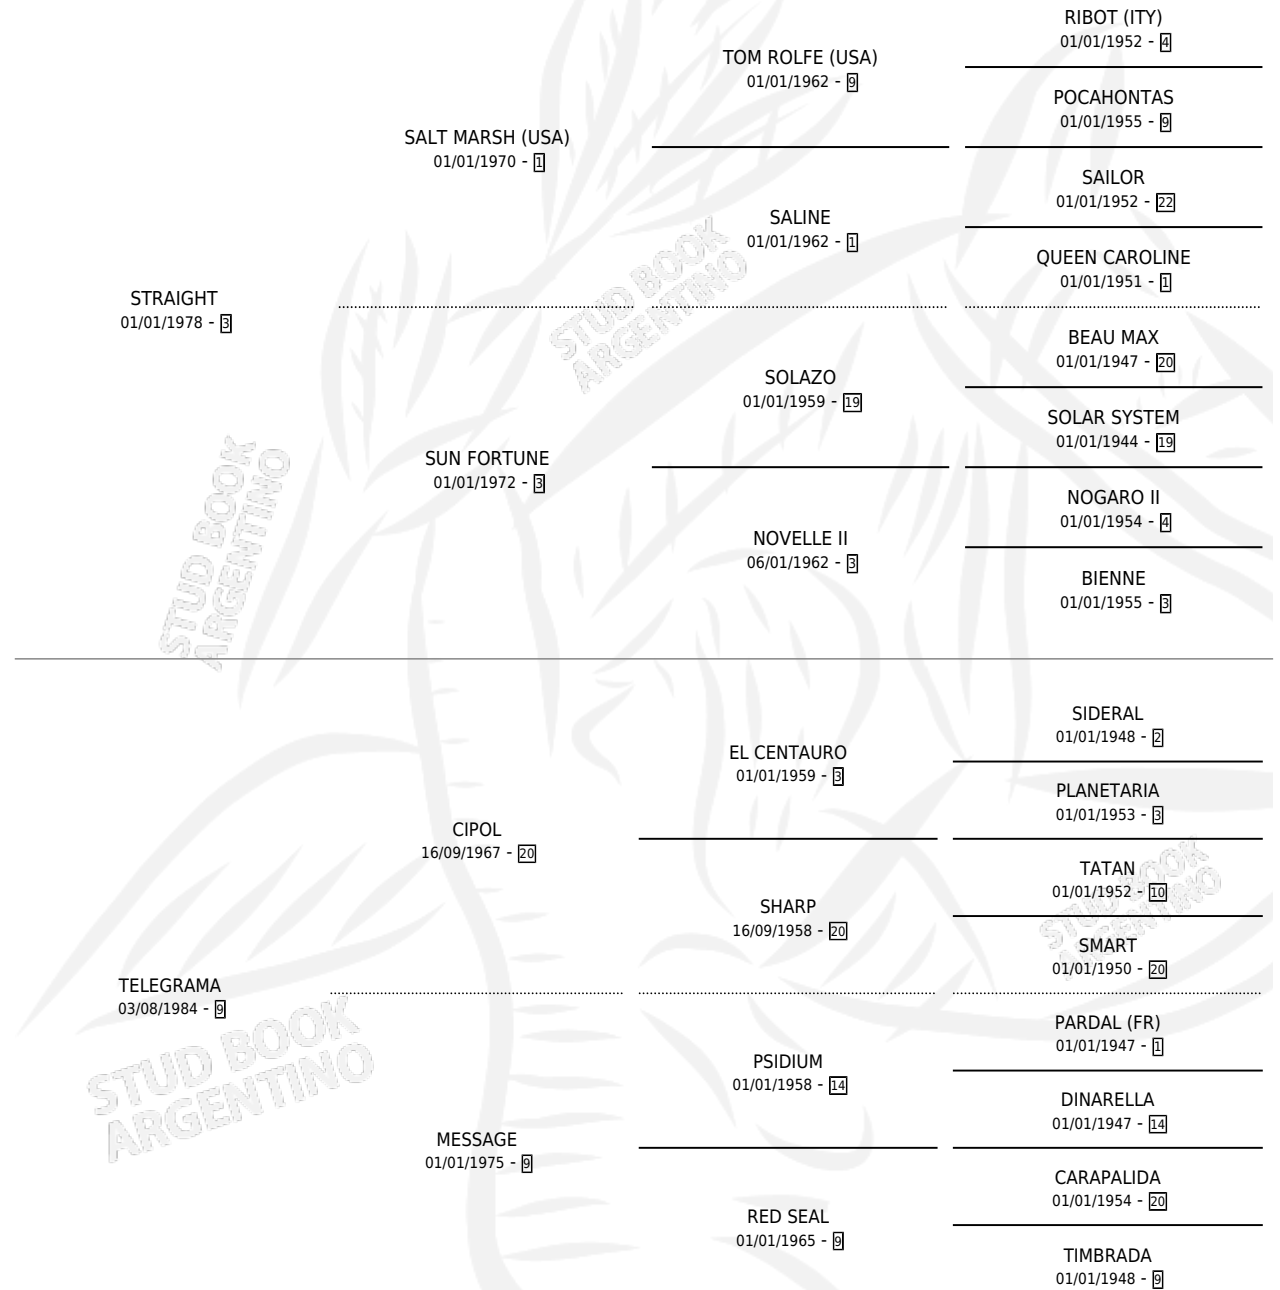 RIBOT (ITY)
01/01/1952 - 4
TOM ROLFE (USA)
01/01/1962 - 9
POCAHONTAS
01/01/1955 - 9
SALT MARSH (USA)
01/01/1970 - 1
SAILOR
01/01/1952 - 22
SALINE
01/01/1962 - 1
QUEEN CAROLINE
01/01/1951 - 1
STRAIGHT
01/01/1978 - 3
BEAU MAX
01/01/1947 - 20
SOLAZO
01/01/1959 - 19
SOLAR SYSTEM
01/01/1944 - 19
SUN FORTUNE
01/01/1972 - 3
NOGARO II
01/01/1954 - 4
NOVELLE II
06/01/1962 - 3
BIENNE
01/01/1955 - 3
SIDERAL
01/01/1948 - 2
EL CENTAURO
01/01/1959 - 3
PLANETARIA
01/01/1953 - 3
CIPOL
16/09/1967 - 20
TATAN
01/01/1952 - 10
SHARP
16/09/1958 - 20
SMART
01/01/1950 - 20
TELEGRAMA
03/08/1984 - 9
PARDAL (FR)
01/01/1947 - 1
PSIDIUM
01/01/1958 - 14
DINARELLA
01/01/1947 - 14
MESSAGE
01/01/1975 - 9
CARAPALIDA
01/01/1954 - 20
RED SEAL
01/01/1965 - 9
TIMBRADA
01/01/1948 - 9
STUD BOOK
ARGENTINO
STUD BOOK
ARGENTINO
STUD BOOK
ARGENTINO
STUD BOOK
ARGENTINO